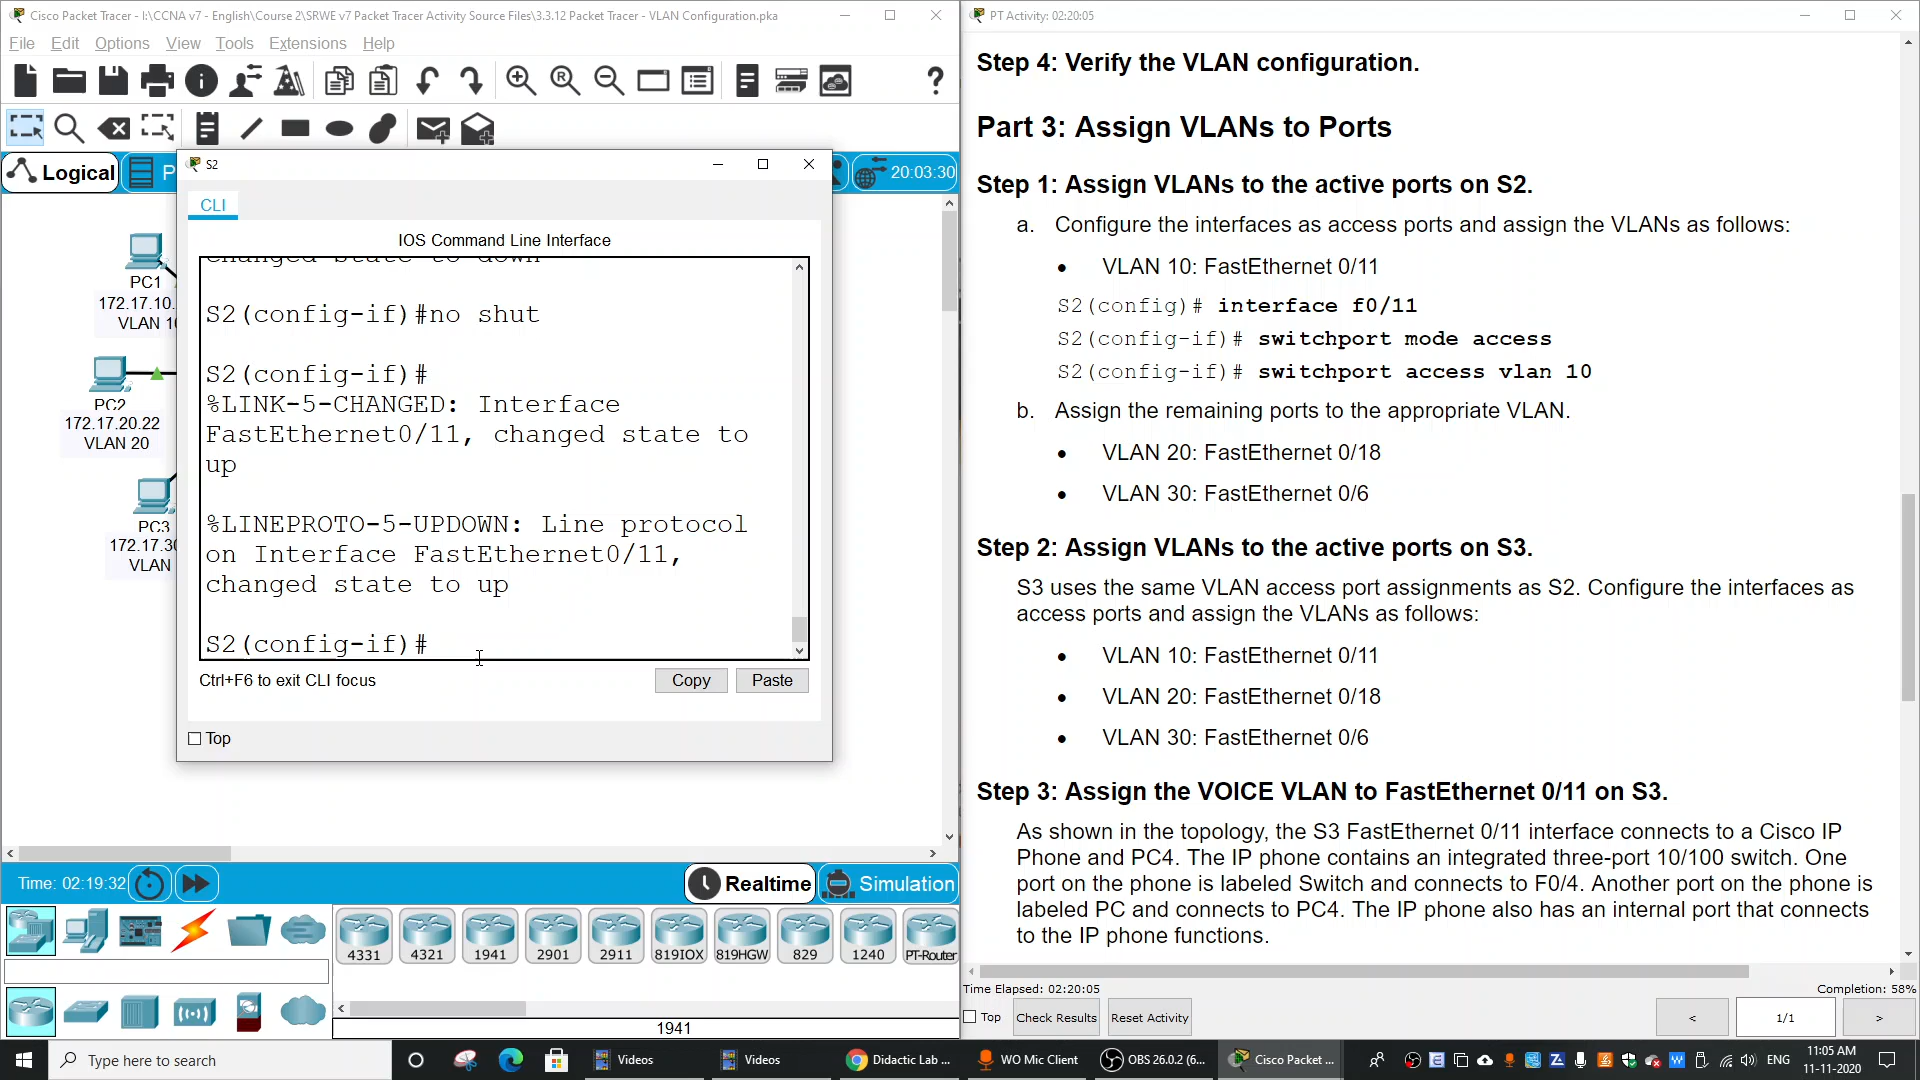 Cisco Packet Tracer - I:\CCNA v7 - English\Course 2\SRWE v7 Packet Tracer Activity Source Files\3.3.12 Packet Tracer - VLAN Configuration.pka
File Edit Options View Tools Extensions Help
Logical
P
20:03:30
S2
CLI
IOS Command Line Interface
changed state to down
S2(config-if)#no shut
S2(config-if)#
%LINK-5-CHANGED: Interface
FastEthernet0/11, changed state to
up
%LINEPROTO-5-UPDOWN: Line protocol
on Interface FastEthernet0/11,
changed state to up
S2(config-if)#
Ctrl+F6 to exit CLI focus
Copy
Paste
Top
PC1
172.17.10.
VLAN 10
PC2
172.17.20.22
VLAN 20
PC3
172.17.30
VLAN
Time: 02:19:32
Realtime
Simulation
4331
4321
1941
2901
2911
819IOX
819HGW
829
1240
PT-Router
1941
PT Activity: 02:20:05
Step 4: Verify the VLAN configuration.
Part 3: Assign VLANs to Ports
Step 1: Assign VLANs to the active ports on S2.
a. Configure the interfaces as access ports and assign the VLANs as follows:
• VLAN 10: FastEthernet 0/11
S2(config)# interface f0/11
S2(config-if)# switchport mode access
S2(config-if)# switchport access vlan 10
b. Assign the remaining ports to the appropriate VLAN.
• VLAN 20: FastEthernet 0/18
• VLAN 30: FastEthernet 0/6
Step 2: Assign VLANs to the active ports on S3.
S3 uses the same VLAN access port assignments as S2. Configure the interfaces as
access ports and assign the VLANs as follows:
• VLAN 10: FastEthernet 0/11
• VLAN 20: FastEthernet 0/18
• VLAN 30: FastEthernet 0/6
Step 3: Assign the VOICE VLAN to FastEthernet 0/11 on S3.
As shown in the topology, the S3 FastEthernet 0/11 interface connects to a Cisco IP
Phone and PC4. The IP phone contains an integrated three-port 10/100 switch. One
port on the phone is labeled Switch and connects to F0/4. Another port on the phone is
labeled PC and connects to PC4. The IP phone also has an internal port that connects
to the IP phone functions.
Time Elapsed: 02:20:05
Completion: 58%
Top
Check Results
Reset Activity
<
1/1
>
Type here to search
Videos
Videos
Didactic Lab ...
WO Mic Client
OBS 26.0.2 (6...
Cisco Packet ...
ENG
11:05 AM
11-11-2020